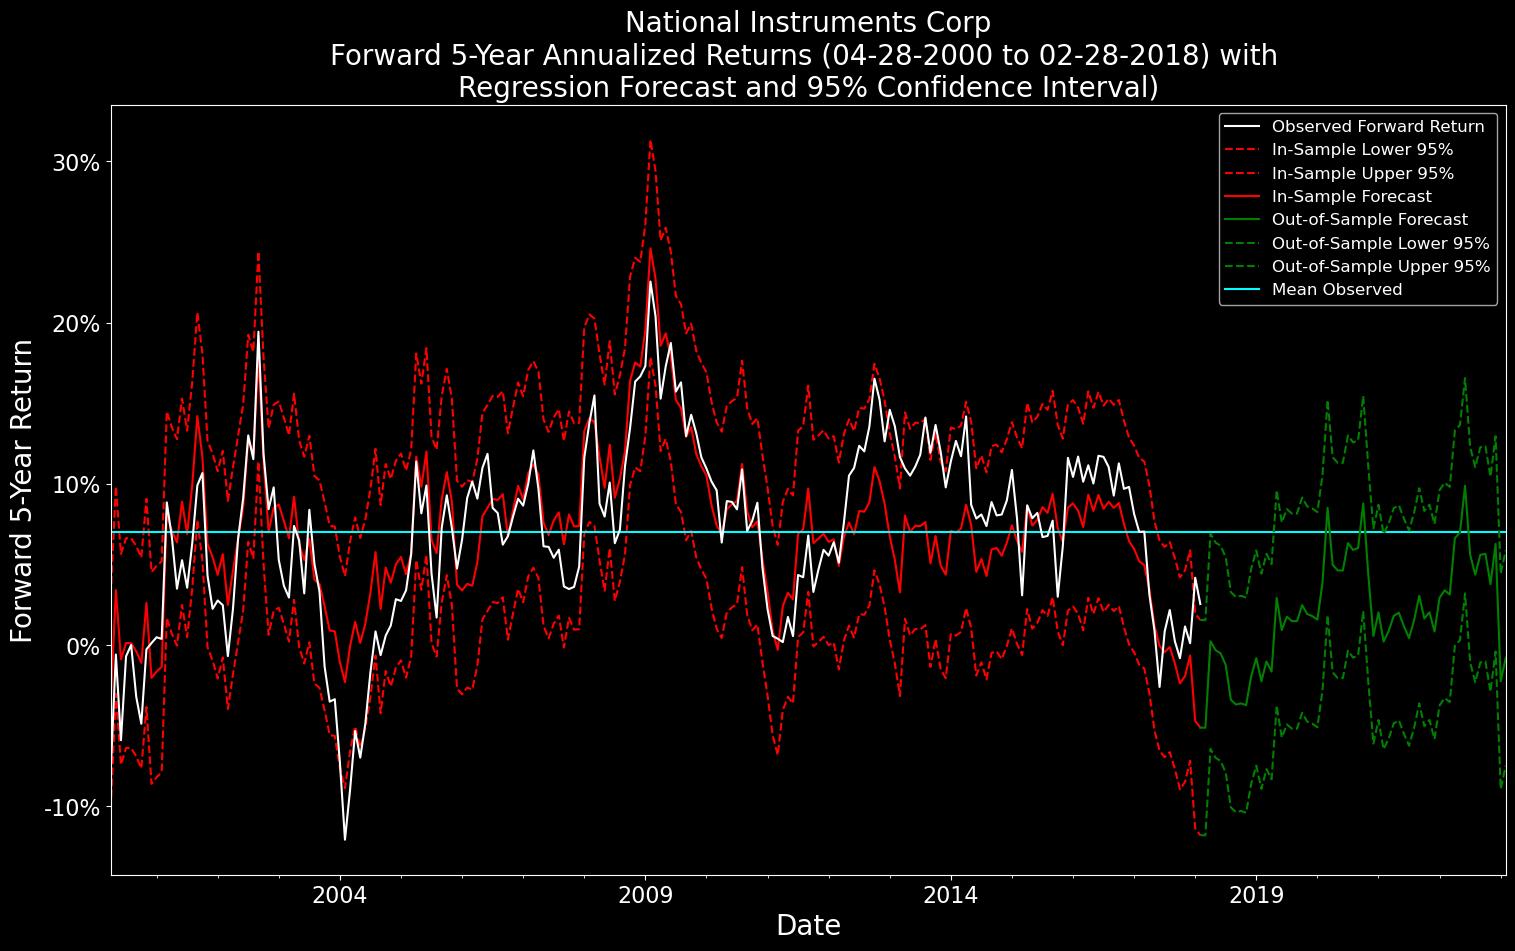 National Instruments Corp
Forward 5-Year Annualized Returns (04-28-2000 to 02-28-2018) with
Regression Forecast and 95% Confidence Interval)
Observed Forward Return
In-Sample Lower 95%
In-Sample Upper 95%
In-Sample Forecast
Out-of-Sample Forecast
Out-of-Sample Lower 95%
Out-of-Sample Upper 95%
Mean Observed
Forward 5-Year Return
30%
20%
10%
0%
-10%
2004
2009
2014
2019
Date